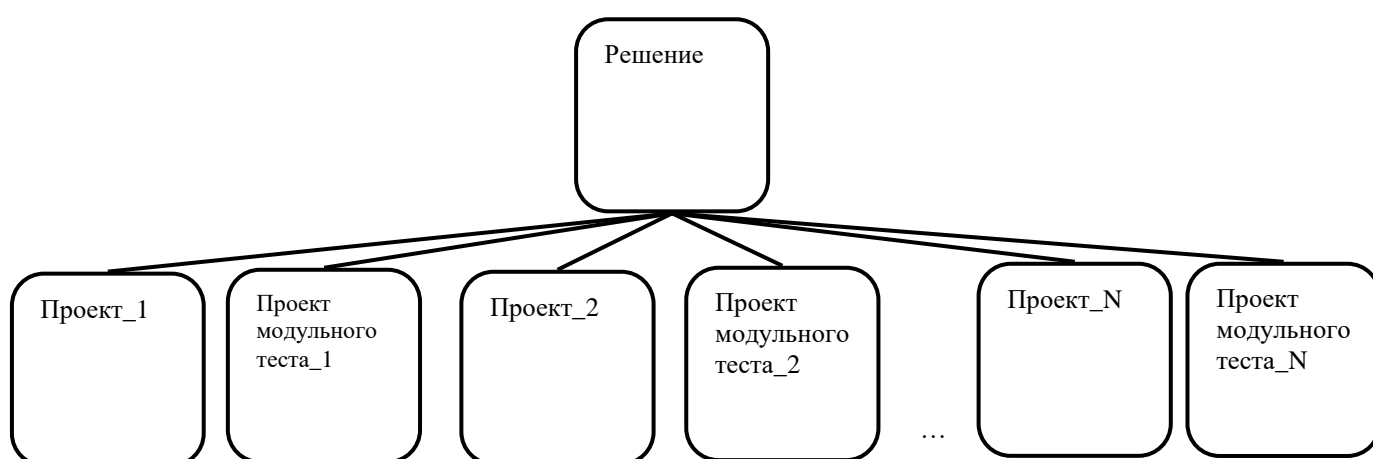 Решение
Проект_1
Проект
модульного
теста_1
Проект_2
Проект
модульного
теста_2
…
Проект_N
Проект
модульного
теста_N